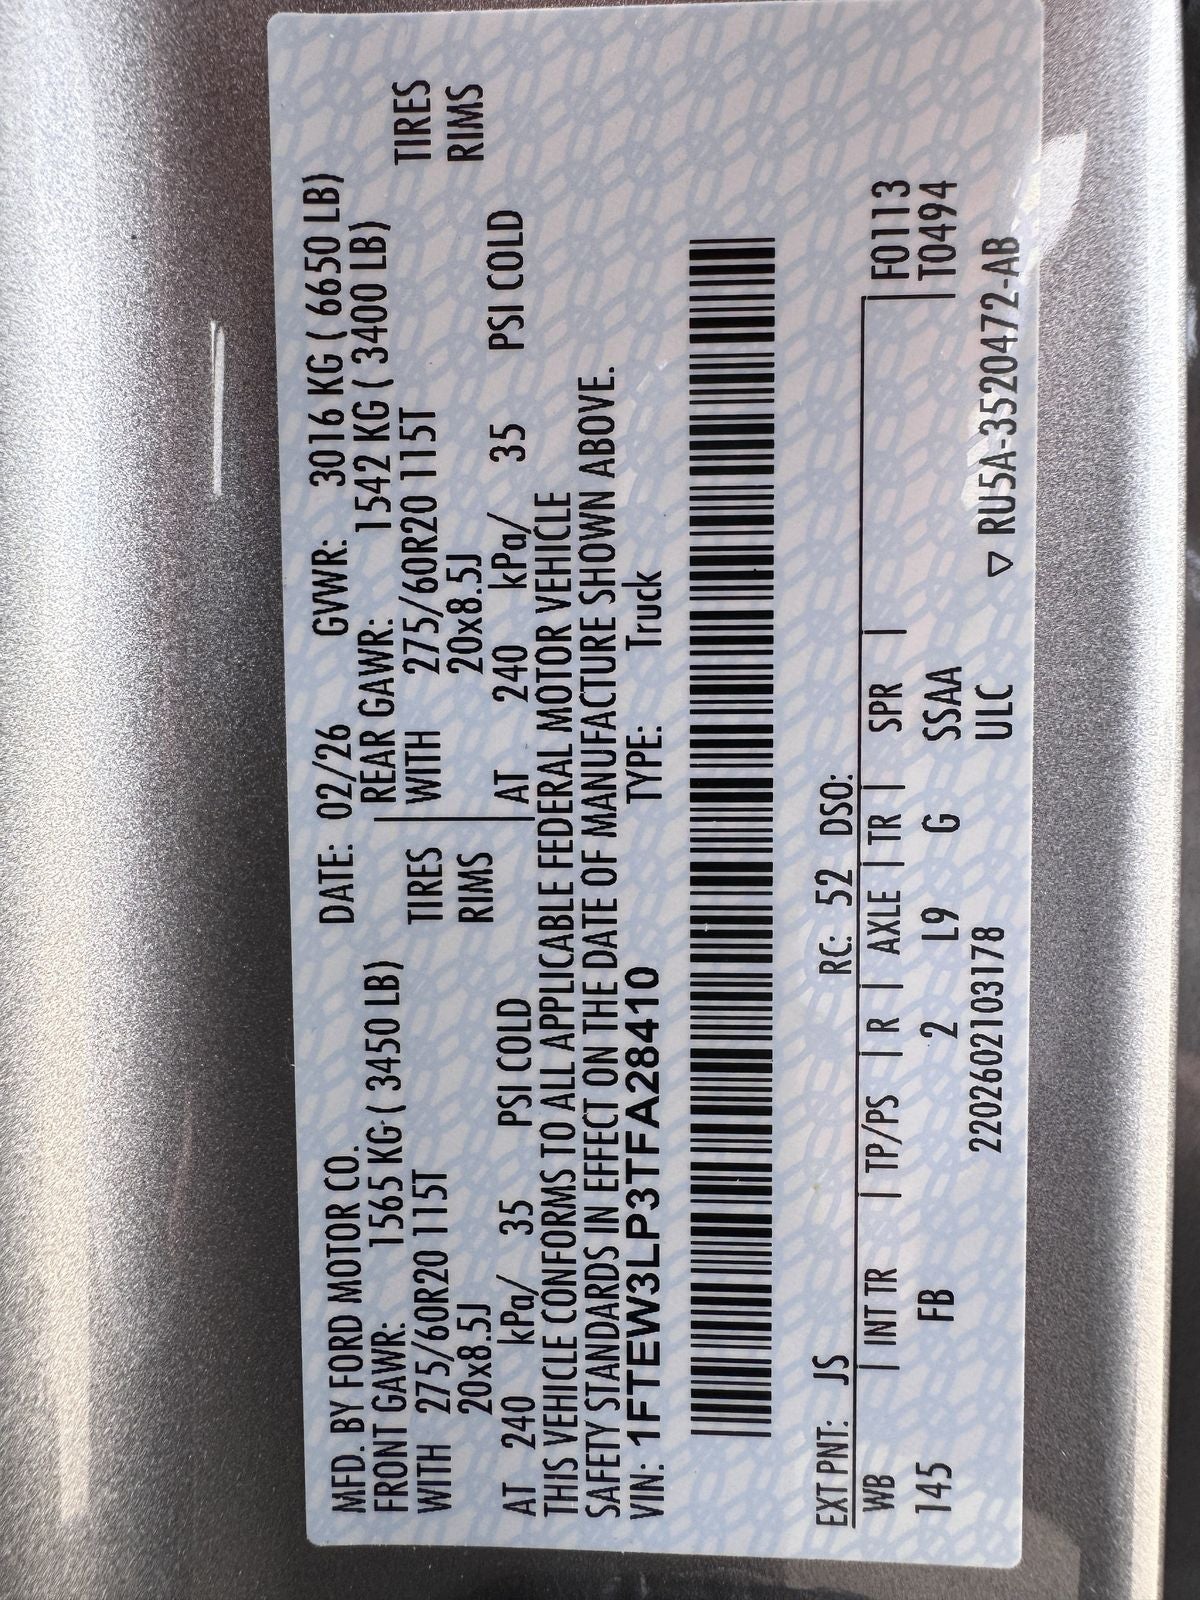 MFD. BY FORD MOTOR CO. DATE: 02/26 GVWR: 3016 KG ( 6650 LB)
FRONT GAWR: 1565 KG ( 3450 LB) REAR GAWR: 1542 KG ( 3400 LB)
WITH 275/60R20 115T TIRES WITH 275/60R20 115T TIRES
20x8.5J RIMS 20x8.5J RIMS
AT 240 kPa/ 35 PSI COLD AT 240 kPa/ 35 PSI COLD
THIS VEHICLE CONFORMS TO ALL APPLICABLE FEDERAL MOTOR VEHICLE
SAFETY STANDARDS IN EFFECT ON THE DATE OF MANUFACTURE SHOWN ABOVE.
VIN: 1FTEW3LP3TFA28410 TYPE: Truck
EXT PNT: JS RC: 52 DSO:
WB | INT TR | TP/PS | R | AXLE | TR | SPR | F0113
145 FB 2 L9 G SSAA T0494
2202602103178 ULC ▽ RU5A-3520472-AB